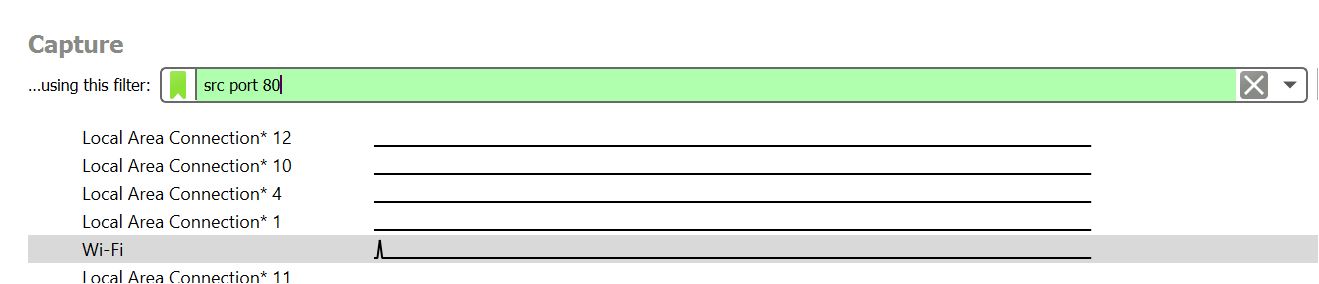 Capture
...using this filter: src port 80
Local Area Connection* 12
Local Area Connection* 10
Local Area Connection* 4
Local Area Connection* 1
Wi-Fi
Local Area Connection* 11